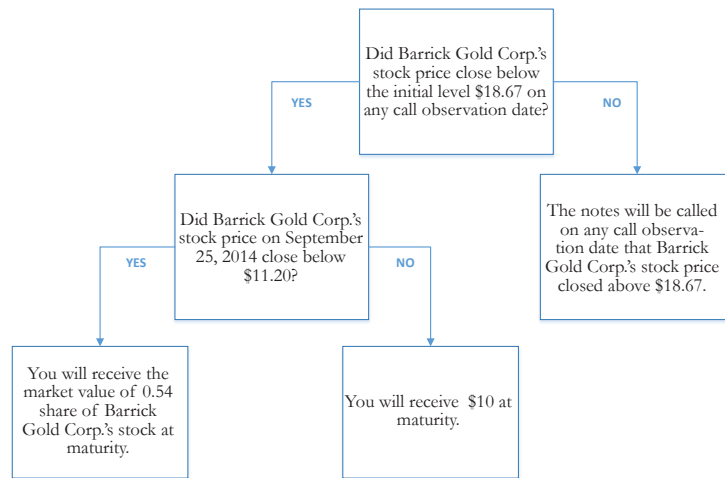 Did Barrick Gold Corp.'s
stock price close below
the initial level $18.67 on
any call observation date?
YES
NO
Did Barrick Gold Corp.'s
stock price on September
25, 2014 close below
$11.20?
The notes will be called
on any call observa-
tion date that Barrick
Gold Corp.'s stock price
closed above $18.67.
YES
NO
You will receive the
market value of 0.54
share of Barrick
Gold Corp.'s stock at
maturity.
You will receive $10 at
maturity.